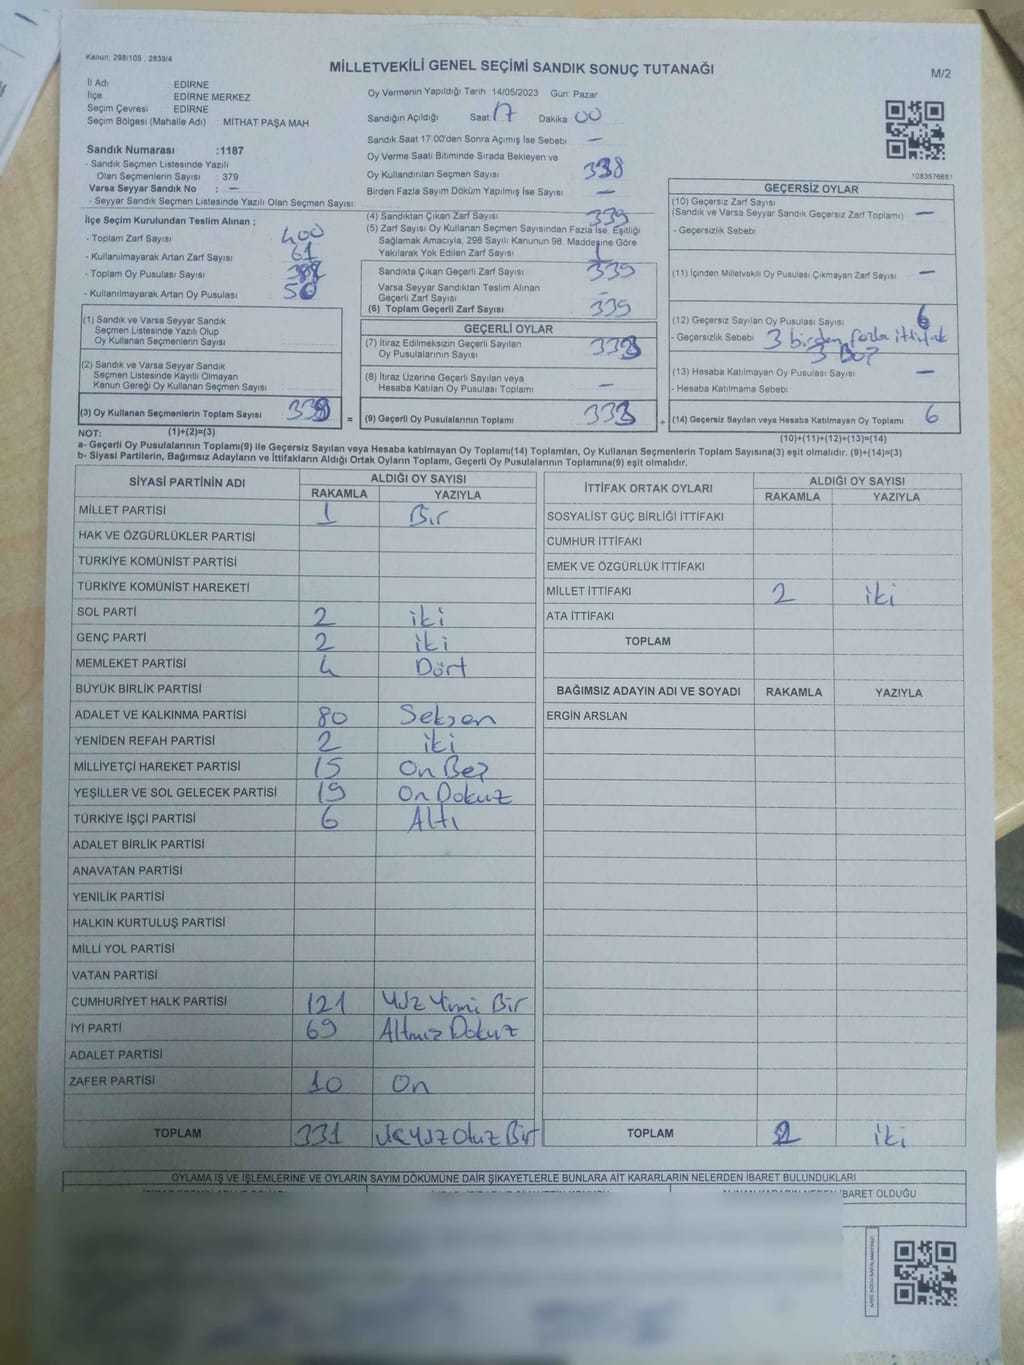 Kanun: 298/105 , 2839/4
MİLLETVEKİLİ GENEL SEÇİMİ SANDIK SONUÇ TUTANAĞI
M/2
İl Adı EDİRNE
İlçe EDİRNE MERKEZ
Seçim Çevresi EDİRNE
Seçim Bölgesi (Mahalle Adı) : MİTHAT PAŞA MAH.
Oy Vermenin Yapıldığı Tarih : 14/05/2023 Gün: Pazar
Sandığın Açıldığı Saat 17 Dakika 00
Sandık Saat 17:00'den Sonra Açımış İse Sebebi —
Oy Verme Saati Bitiminde Sırada Bekleyen ve
Oy Kullandırılan Seçmen Sayısı 338
Birden Fazla Sayım Döküm Yapılmış İse Sayısı —
1083576681
Sandık Numarası :1187
- Sandık Seçmen Listesinde Yazılı
Olan Seçmenlerin Sayısı : 379
Varsa Seyyar Sandık No : —
- Seyyar Sandık Seçmen Listesinde Yazılı Olan Seçmen Sayısı
İlçe Seçim Kurulundan Teslim Alınan ;
- Toplam Zarf Sayısı 400
- Kullanılmayarak Artan Zarf Sayısı 61
- Toplam Oy Pusulası Sayısı
- Kullanılmayarak Artan Oy Pusulası
(1) Sandık ve Varsa Seyyar Sandık
Seçmen Listesinde Yazılı Olup
Oy Kullanan Seçmenlerin Sayısı
(2) Sandık ve Varsa Seyyar Sandık
Seçmen Listesinde Kayıtlı Olmayan
Kanun Gereği Oy Kullanan Seçmen Sayısı
(3) Oy Kullanan Seçmenlerin Toplam Sayısı 339
(4) Sandıktan Çıkan Zarf Sayısı 339
(5) Zarf Sayısı Oy Kullanan Seçmen Sayısından Fazla İse, Eşitliği
Sağlamak Amacıyla, 298 Sayılı Kanunun 98. Maddesine Göre
Yakılarak Yok Edilen Zarf Sayısı
Sandıkta Çıkan Geçerli Zarf Sayısı 339
Varsa Seyyar Sandıktan Teslim Alınan
Geçerli Zarf Sayısı —
(6) Toplam Geçerli Zarf Sayısı 339
GEÇERLİ OYLAR
(7) İtiraz Edilmeksizin Geçerli Sayılan
Oy Pusulalarının Sayısı 333
(8) İtiraz Üzerine Geçerli Sayılan veya
Hesaba Katılan Oy Pusulası Toplamı —
= (9) Geçerli Oy Pusulalarının Toplamı 333
GEÇERSİZ OYLAR
(10) Geçersiz Zarf Sayısı
(Sandık ve Varsa Seyyar Sandık Geçersiz Zarf Toplamı) —
- Geçersizlik Sebebi
(11) İçinden Milletvekili Oy Pusulası Çıkmayan Zarf Sayısı —
(12) Geçersiz Sayılan Oy Pusulası Sayısı 6
- Geçersizlik Sebebi 3 birden fazla ittifak
3 Boş
(13) Hesaba Katılmayan Oy Pusulası Sayısı —
- Hesaba Katılmama Sebebi
+ (14) Geçersiz Sayılan veya Hesaba Katılmayan Oy Toplamı 6
NOT: (1)+(2)=(3)
(10)+(11)+(12)+(13)=(14)
a- Geçerli Oy Pusulalarının Toplamı(9) ile Geçersiz Sayılan veya Hesaba katılmayan Oy Toplamı(14) Toplamları, Oy Kullanan Seçmenlerin Toplam Sayısına(3) eşit olmalıdır. (9)+(14)=(3)
b- Siyasi Partilerin, Bağımsız Adayların ve İttifakların Aldığı Ortak Oyların Toplamı, Geçerli Oy Pusulalarının Toplamına(9) eşit olmalıdır.
SİYASİ PARTİNİN ADI
ALDIĞI OY SAYISI
RAKAMLA YAZIYLA
MİLLET PARTİSİ 1 Bir
HAK VE ÖZGÜRLÜKLER PARTİSİ
TÜRKİYE KOMÜNİST PARTİSİ
TÜRKİYE KOMÜNİST HAREKETİ
SOL PARTİ 2 iki
GENÇ PARTİ 2 iki
MEMLEKET PARTİSİ 4 Dört
BÜYÜK BİRLİK PARTİSİ
ADALET VE KALKINMA PARTİSİ 80 Seksen
YENİDEN REFAH PARTİSİ 2 iki
MİLLİYETÇİ HAREKET PARTİSİ 15 On Beş
YEŞİLLER VE SOL GELECEK PARTİSİ 19 On Dokuz
TÜRKİYE İŞÇİ PARTİSİ 6 Altı
ADALET BİRLİK PARTİSİ
ANAVATAN PARTİSİ
YENİLİK PARTİSİ
HALKIN KURTULUŞ PARTİSİ
MİLLİ YOL PARTİSİ
VATAN PARTİSİ
CUMHURİYET HALK PARTİSİ 121 Yüz Yirmi Bir
İYİ PARTİ 69 Altmış Dokuz
ADALET PARTİSİ
ZAFER PARTİSİ 10 On
TOPLAM 331 Üçyüz Otuz Bir
İTTİFAK ORTAK OYLARI
ALDIĞI OY SAYISI
RAKAMLA YAZIYLA
SOSYALİST GÜÇ BİRLİĞİ İTTİFAKI
CUMHUR İTTİFAKI
EMEK VE ÖZGÜRLÜK İTTİFAKI
MİLLET İTTİFAKI 2 iki
ATA İTTİFAKI
TOPLAM
BAĞIMSIZ ADAYIN ADI VE SOYADI RAKAMLA YAZIYLA
ERGİN ARSLAN
TOPLAM 2 iki
OYLAMA İŞ VE İŞLEMLERİNE VE OYLARIN SAYIM DÖKÜMÜNE DAİR ŞİKAYETLERLE BUNLARA AİT KARARLARIN NELERDEN İBARET BULUNDUKLARI
İBARET OLDUĞU